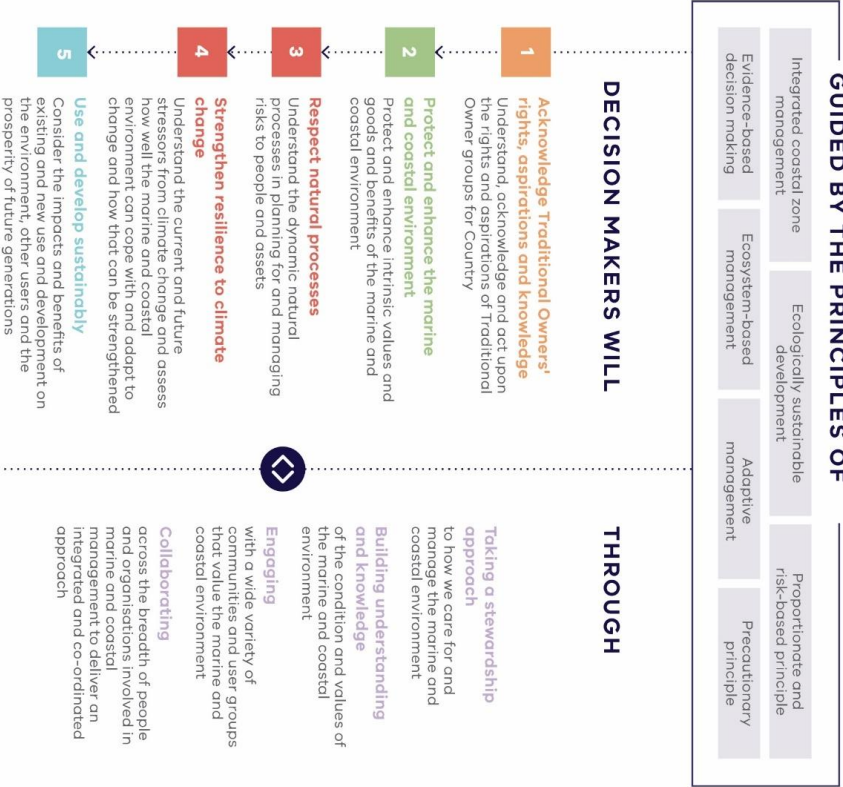 GUIDED BY THE PRINCIPLES OF
Integrated coastal zone
management
Ecologically sustainable
development
Proportionate and
risk-based principle
Evidence-based
decision making
Ecosystem-based
management
Adaptive
management
Precautionary
principle
DECISION MAKERS WILL
1
Acknowledge Traditional Owners'
rights, aspirations and knowledge
Understand, acknowledge and act upon
the rights and aspirations of Traditional
Owner groups for Country
2
Protect and enhance the marine
and coastal environment
Protect and enhance intrinsic values and
goods and benefits of the marine and
coastal environment
3
Respect natural processes
Understand the dynamic natural
processes in planning for and managing
risks to people and assets
4
Strengthen resilience to climate
change
Understand the current and future
stressors from climate change and assess
how well the marine and coastal
environment can cope with and adapt to
change and how that can be strengthened
5
Use and develop sustainably
Consider the impacts and benefits of
existing and new use and development on
the environment, other users and the
prosperity of future generations
THROUGH
Taking a stewardship
approach
to how we care for and
manage the marine and
coastal environment
Building understanding
and knowledge
of the condition and values of
the marine and coastal
environment
Engaging
with a wide variety of
communities and user groups
that value the marine and
coastal environment
Collaborating
across the breadth of people
and organisations involved in
marine and coastal
management to deliver an
integrated and co-ordinated
approach